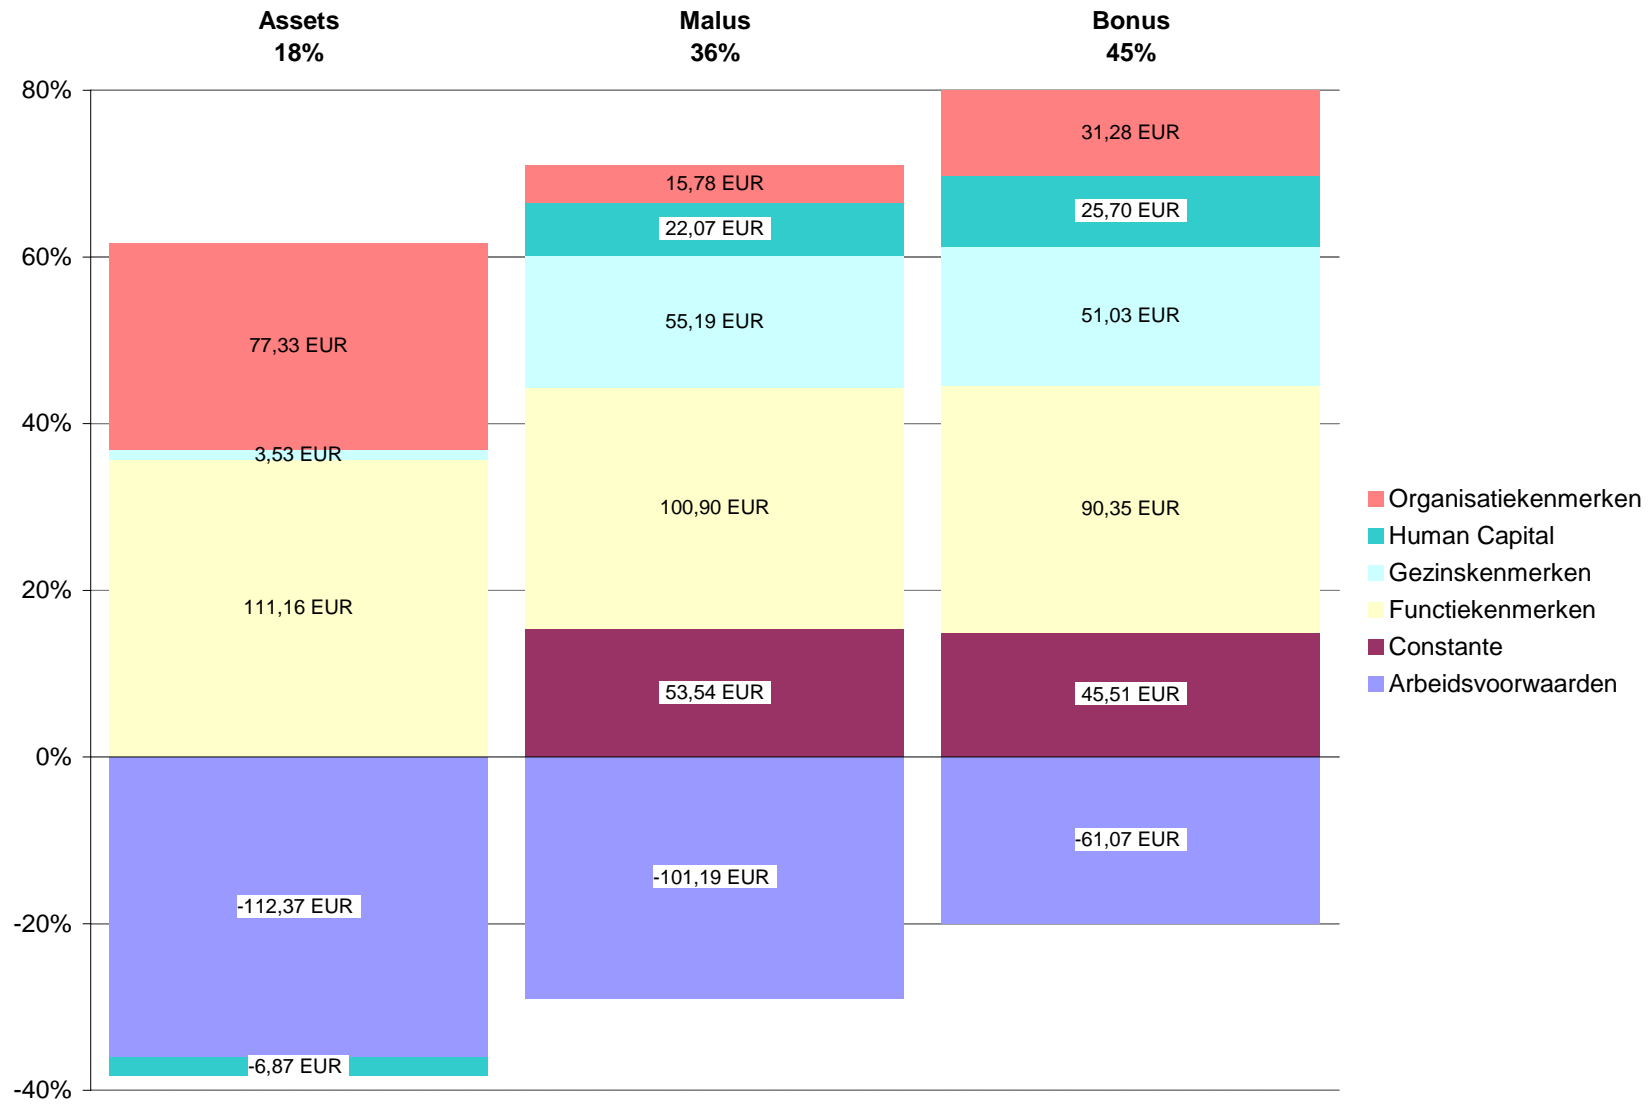 Assets
18%
Malus
36%
Bonus
45%
80%
60%
40%
20%
0%
-20%
-40%
77,33 EUR
3,53 EUR
111,16 EUR
-112,37 EUR
-6,87 EUR
15,78 EUR
22,07 EUR
55,19 EUR
100,90 EUR
53,54 EUR
-101,19 EUR
31,28 EUR
25,70 EUR
51,03 EUR
90,35 EUR
45,51 EUR
-61,07 EUR
Organisatiekenmerken
Human Capital
Gezinskenmerken
Functiekenmerken
Constante
Arbeidsvoorwaarden